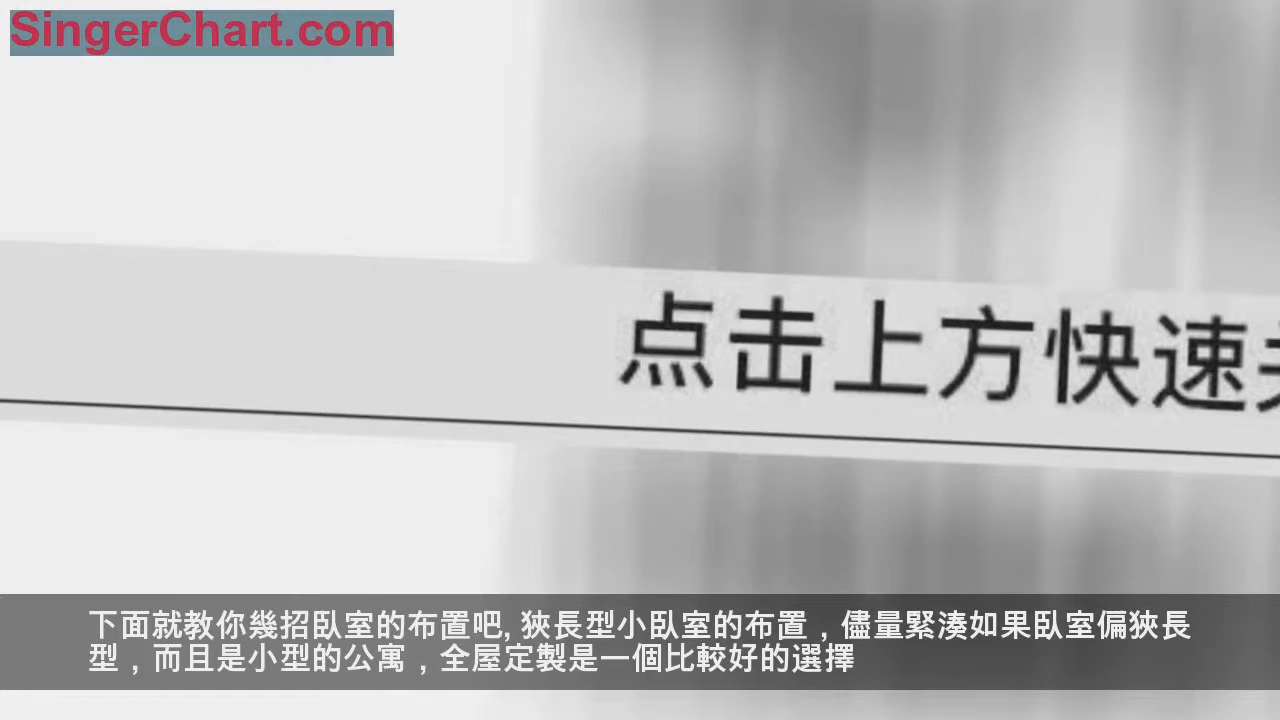 SingerChart.com
点击上方快速
下面就教你幾招臥室的布置吧, 狹長型小臥室的布置，儘量緊湊如果臥室偏狹長
型，而且是小型的公寓，全屋定製是一個比較好的選擇